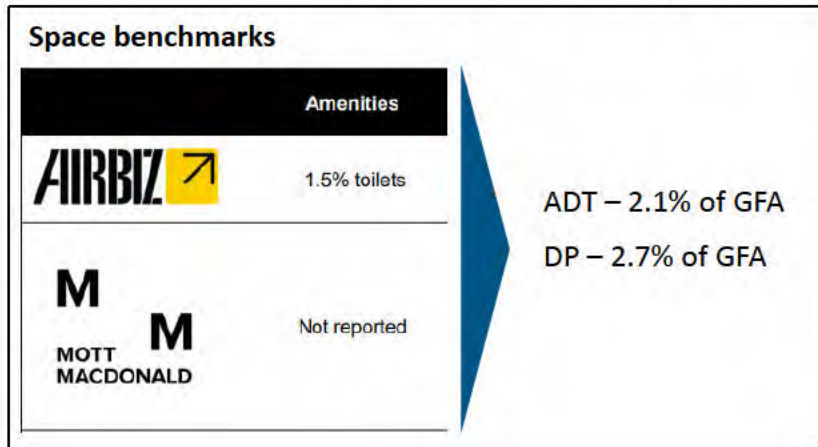 Space benchmarks
Amenities
AIRBIZ
1.5% toilets
M
M
MOTT
MACDONALD
Not reported
ADT – 2.1% of GFA
DP – 2.7% of GFA